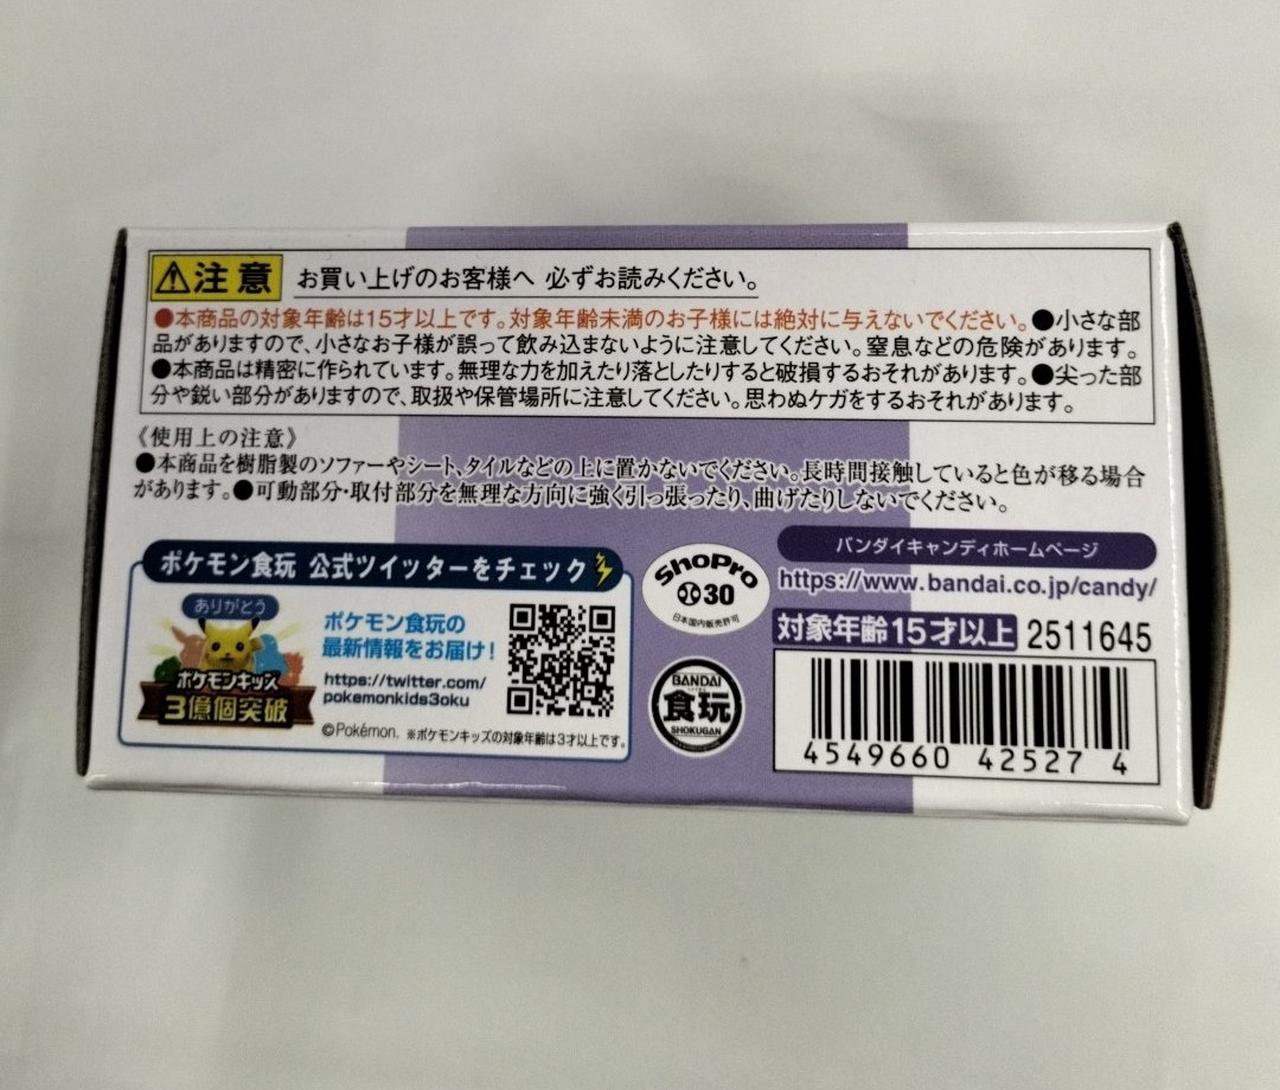 ⚠注意 お買い上げのお客様へ 必ずお読みください。
●本商品の対象年齢は15才以上です。対象年齢未満のお子様には絶対に与えないでください。●小さな部
品がありますので、小さなお子様が誤って飲み込まないように注意してください。窒息などの危険があります。
●本商品は精密に作られています。無理な力を加えたり落としたりすると破損するおそれがあります。●尖った部
分や鋭い部分がありますので、取扱や保管場所に注意してください。思わぬケガをするおそれがあります。
《使用上の注意》
●本商品を樹脂製のソファーやシート、タイルなどの上に置かないでください。長時間接触していると色が移る場合
があります。●可動部分・取付部分を無理な方向に強く引っ張ったり、曲げたりしないでください。
ポケモン食玩 公式ツイッターをチェック
ありがとう
ポケモンキッズ
3億個突破
ポケモン食玩の
最新情報をお届け!
https://twitter.com/
pokemonkids3oku
©Pokémon. ※ポケモンキッズの対象年齢は3才以上です。
ShoPro
30
日本国内販売許可
BANDAI
食玩
SHOKUGAN
バンダイキャンディホームページ
https://www.bandai.co.jp/candy/
対象年齢15才以上 2511645
4549660 42527 4